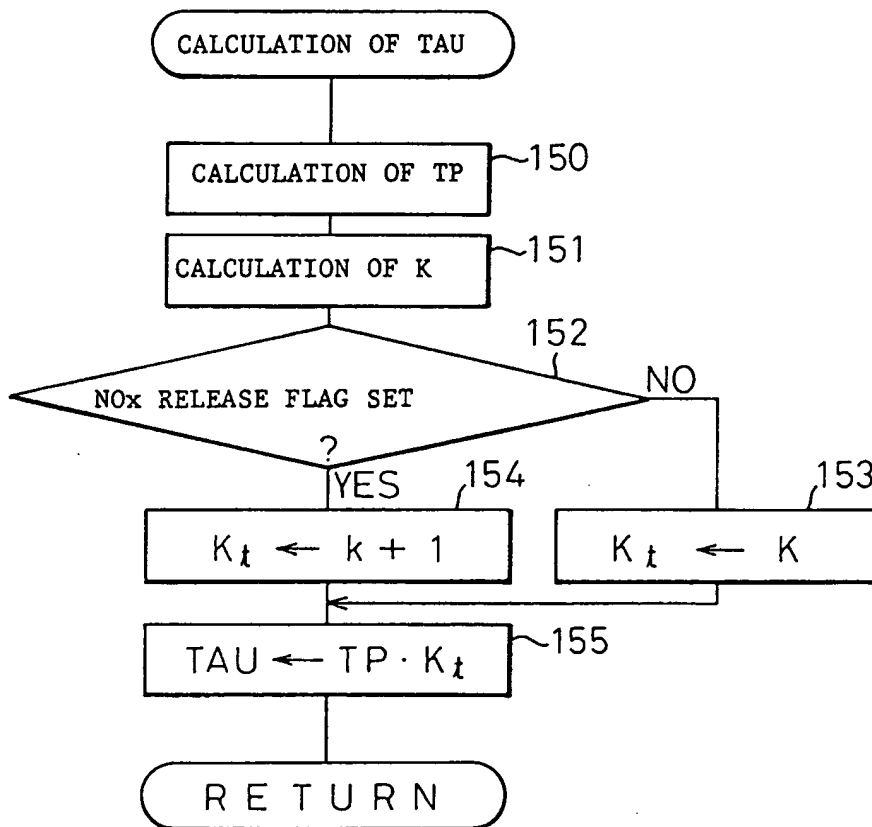 CALCULATION OF TAU
CALCULATION OF TP
150
CALCULATION OF K
151
152
NOx RELEASE FLAG SET
?
NO
YES
154
Kt ← k + 1
153
Kt ← K
TAU ← TP · Kt
155
RETURN